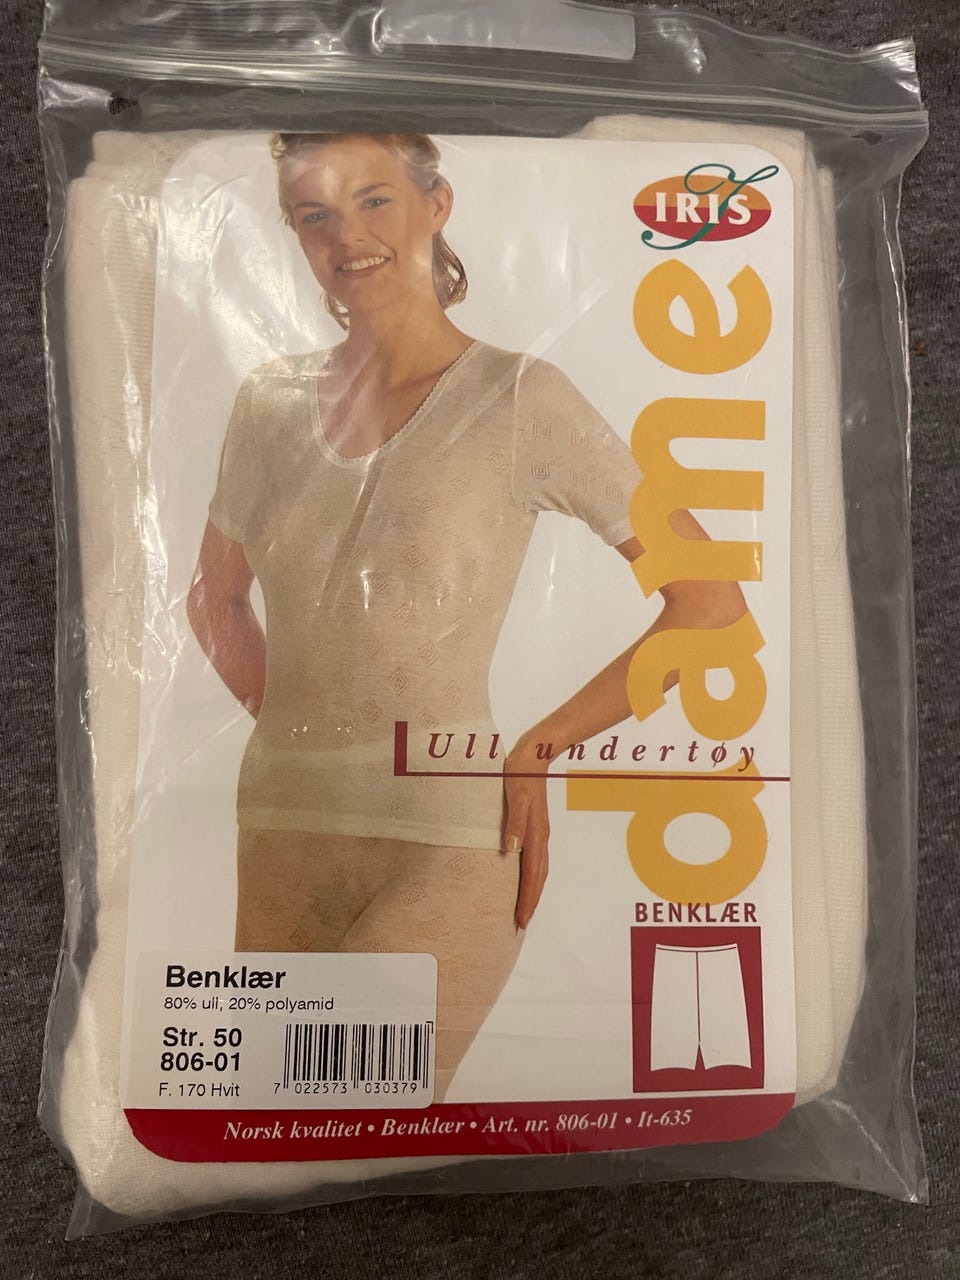 IRIS
dame
Ull undertøy
BENKLÆR
Benklær
80% ull, 20% polyamid
Str. 50
806-01
F. 170 Hvit
7 022573 030379
Norsk kvalitet • Benklær • Art. nr. 806-01 • It-635